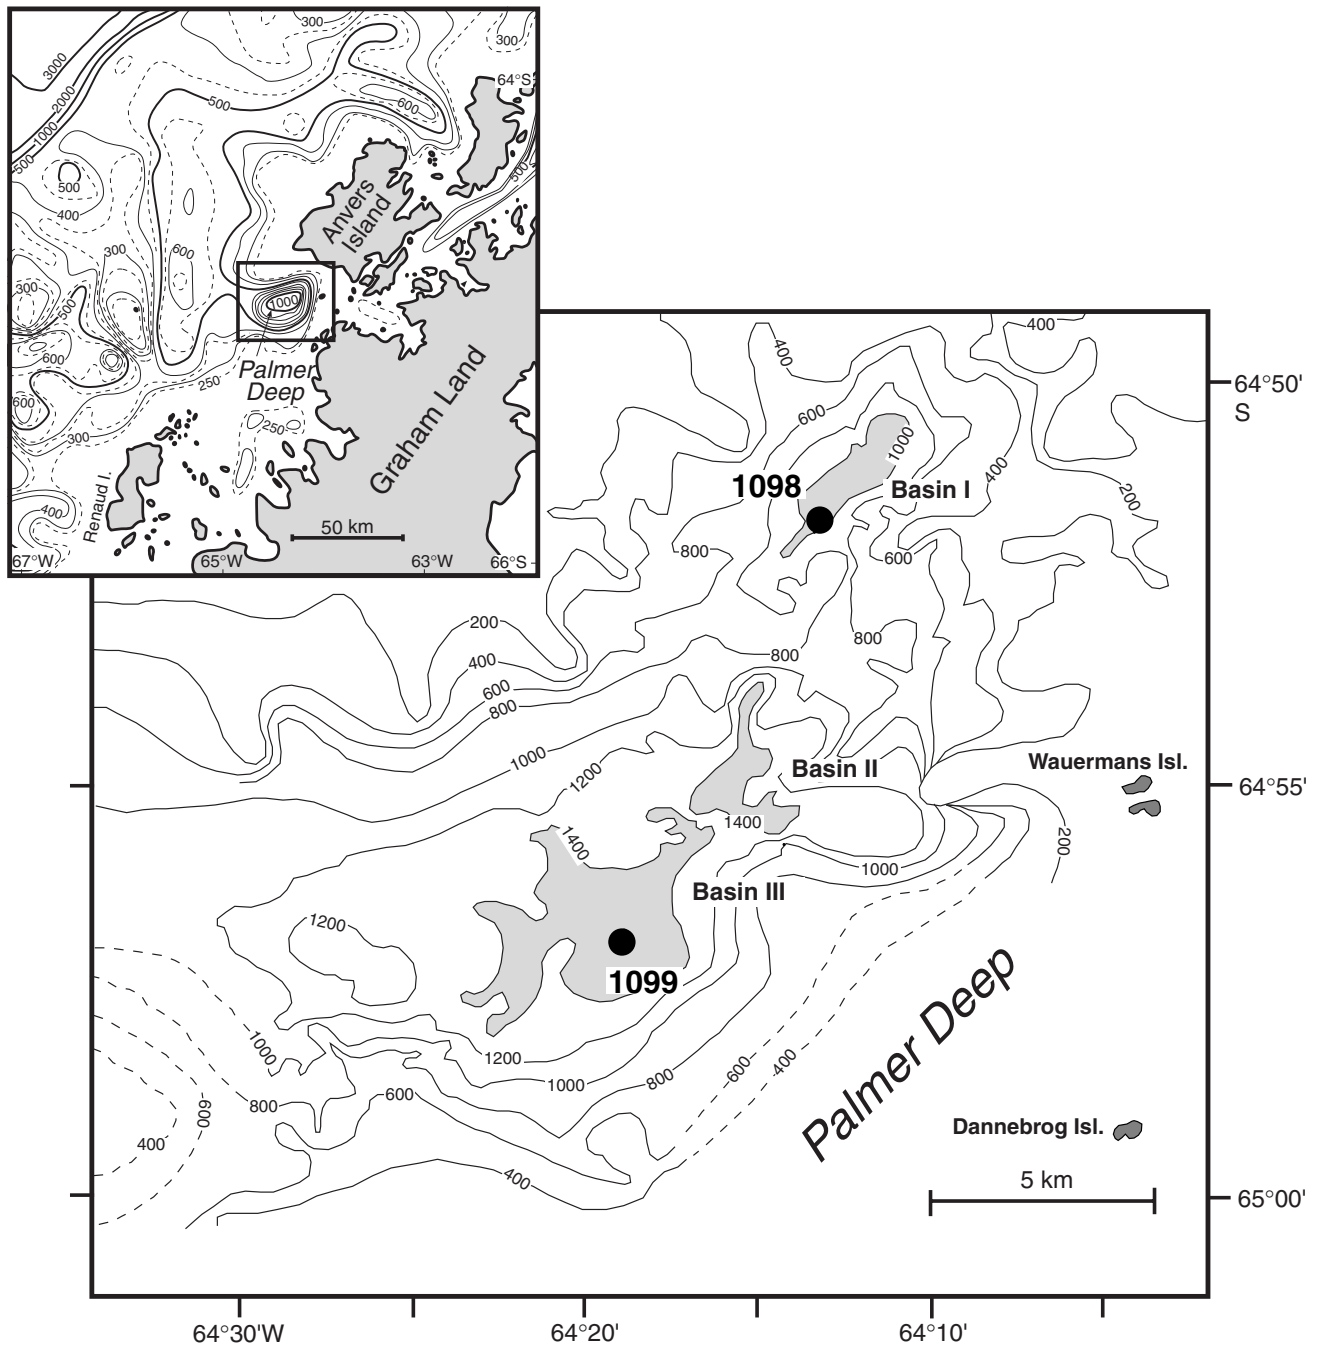 300
300
3000
2000
1000
500
500
600
64°S
500
500
400
Anvers
Island
300
600
300
500
1000
600
Palmer
Deep
250
600
250
300
Graham Land
Renaud I.
400
50 km
67°W
65°W
63°W
66°S
400
400
64°50'
S
600
1000
1098
Basin I
400
200
800
600
200
800
400
800
600
800
1000
1200
Basin II
Wauermans Isl.
64°55'
1400
1400
200
1000
Basin III
1200
1099
Palmer Deep
1000
1200
1000
800
600
400
800
600
600
400
400
Dannebrog Isl.
5 km
65°00'
64°30'W
64°20'
64°10'